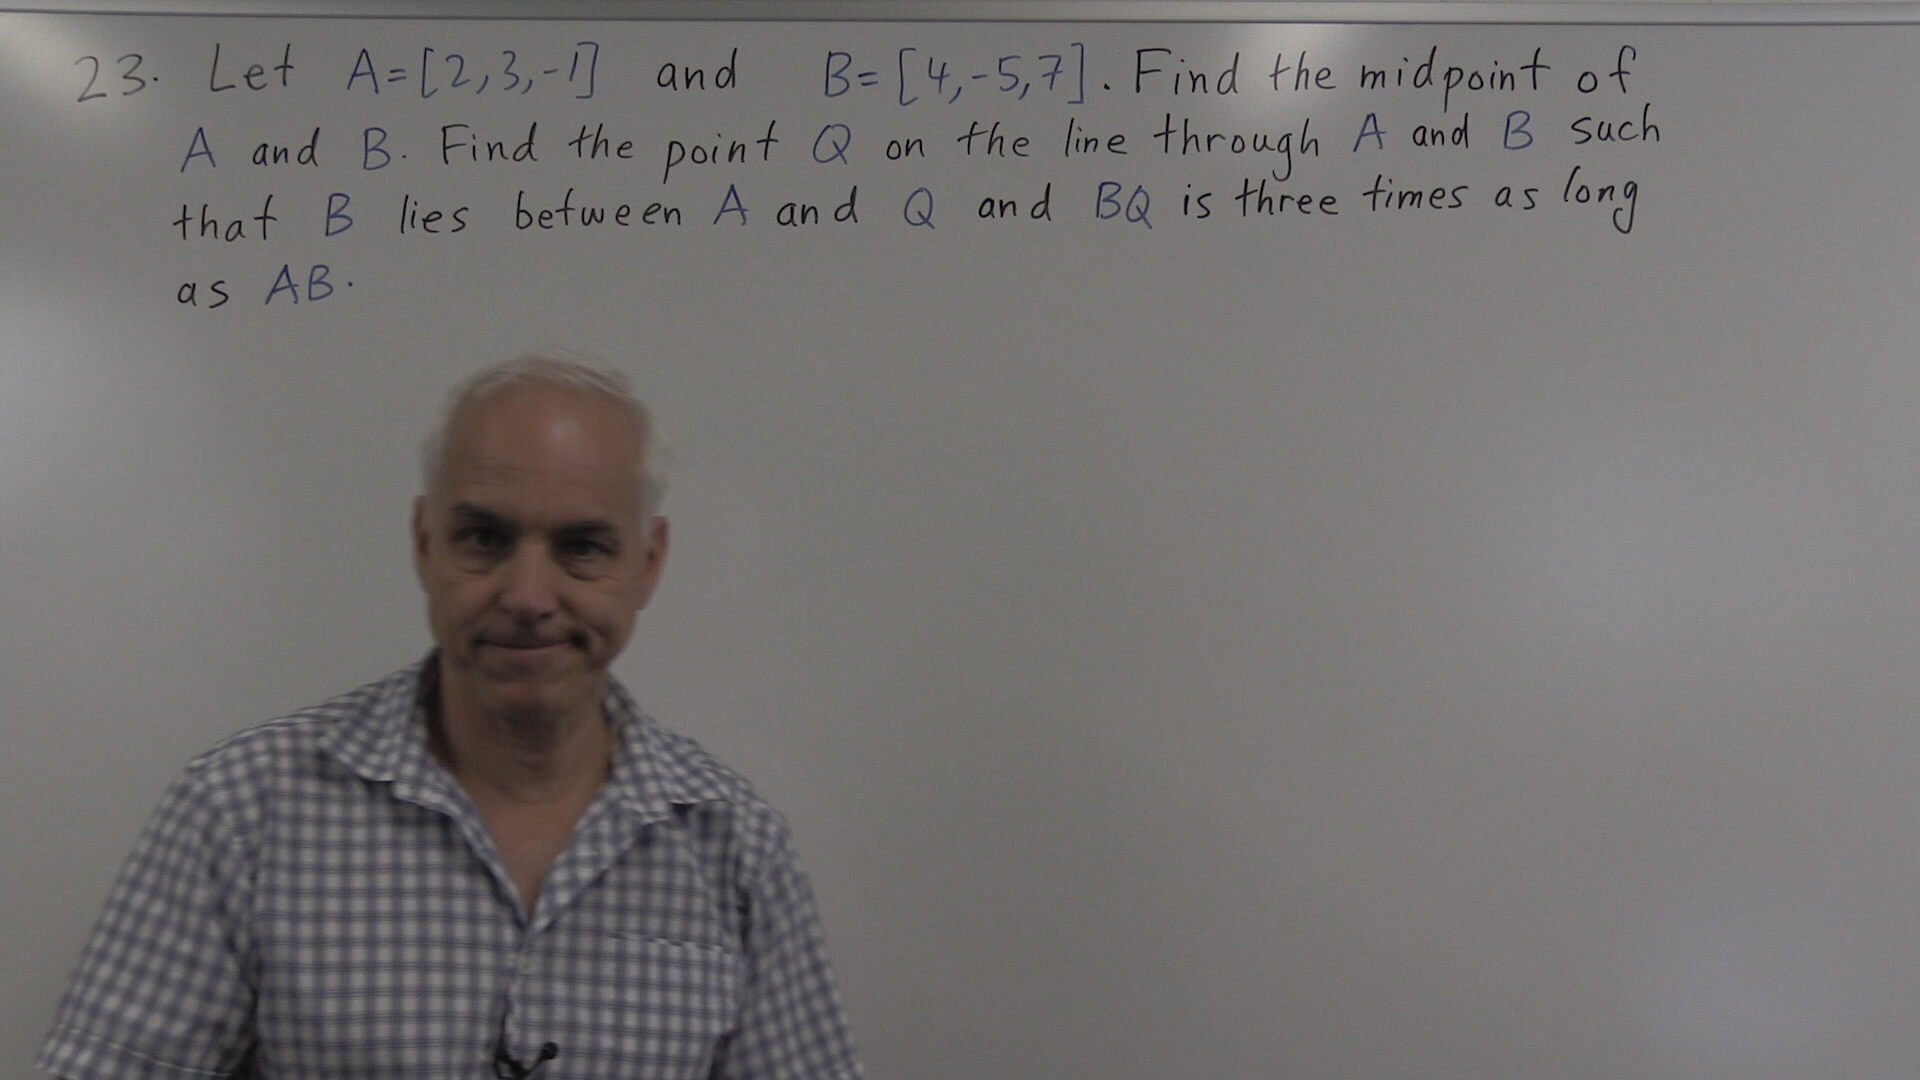 23. Let A=[2,3,-1] and B=[4,-5,7]. Find the midpoint of
A and B. Find the point Q on the line through A and B such
that B lies between A and Q and BQ is three times as long
as AB.